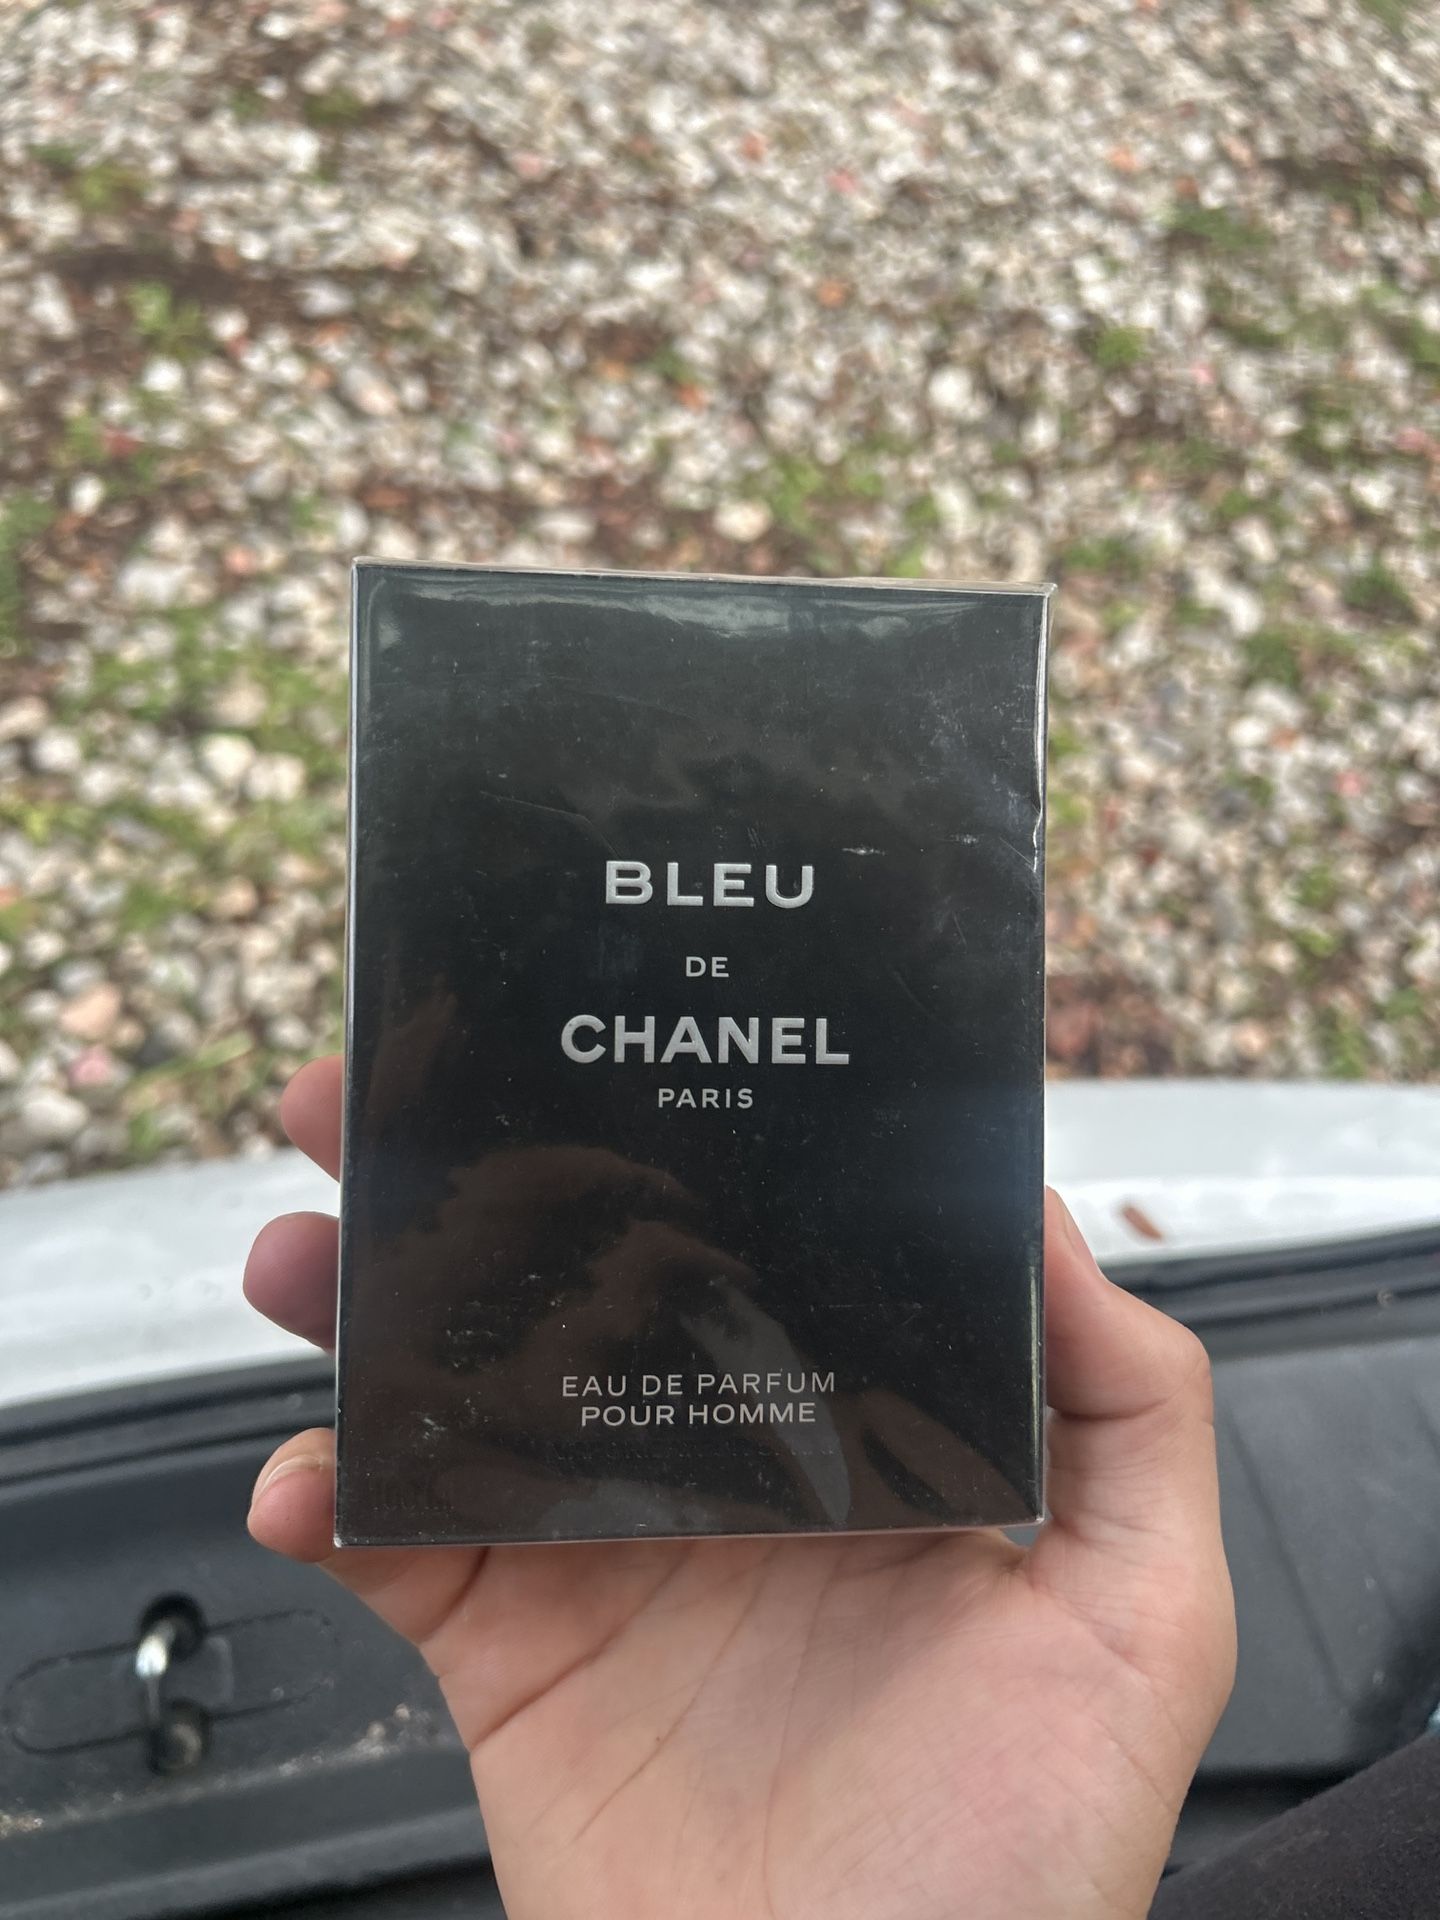 BLEU
DE
CHANEL
PARIS
EAU DE PARFUM
POUR HOMME